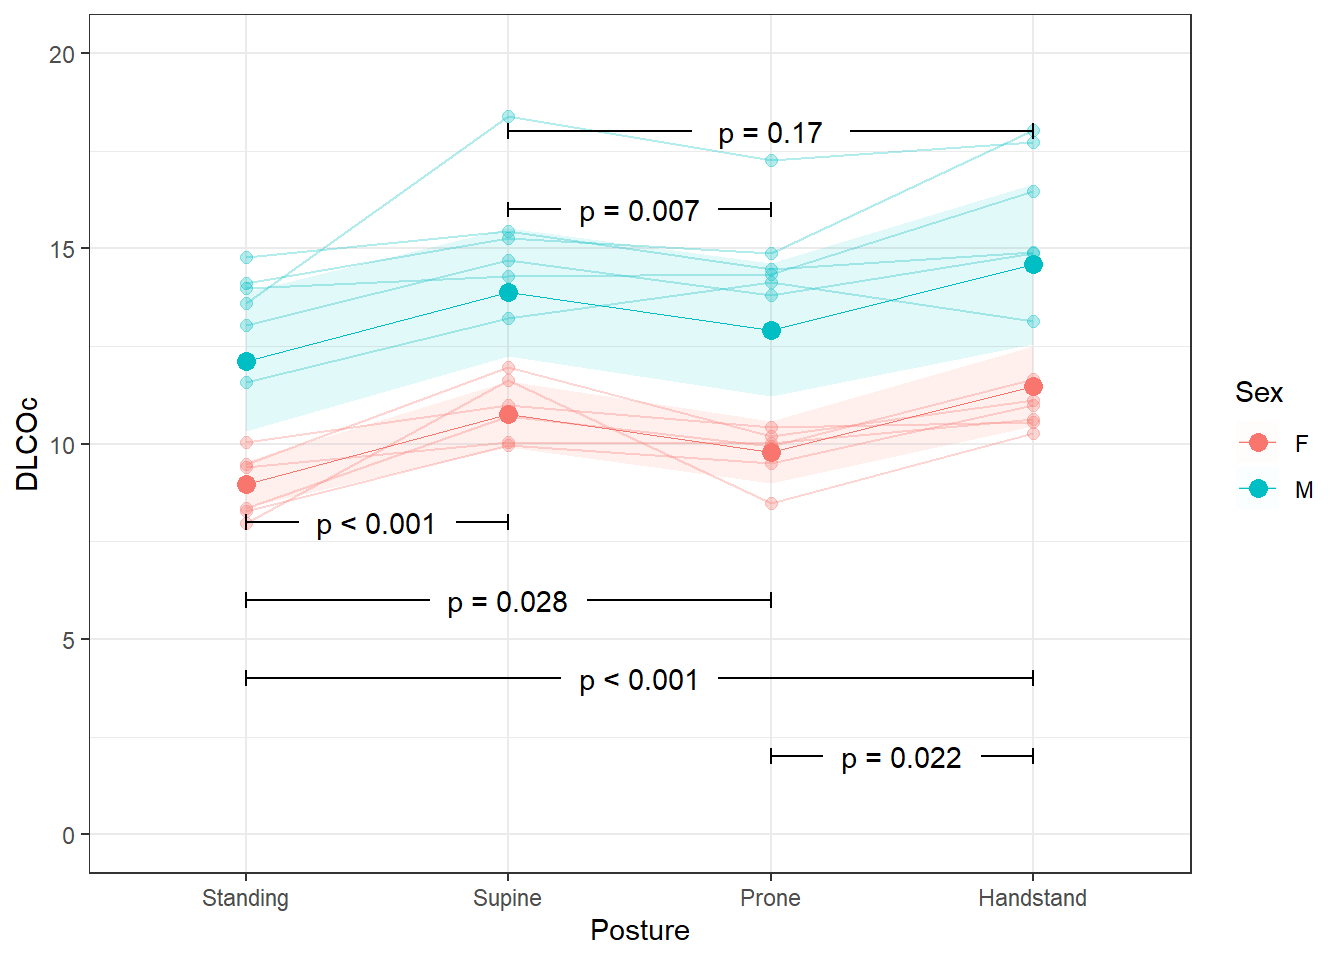 20
p = 0.17
p = 0.007
15
DLCOc
10
p < 0.001
p = 0.028
5
p < 0.001
p = 0.022
0
Standing Supine Prone Handstand
Posture
Sex
F
M